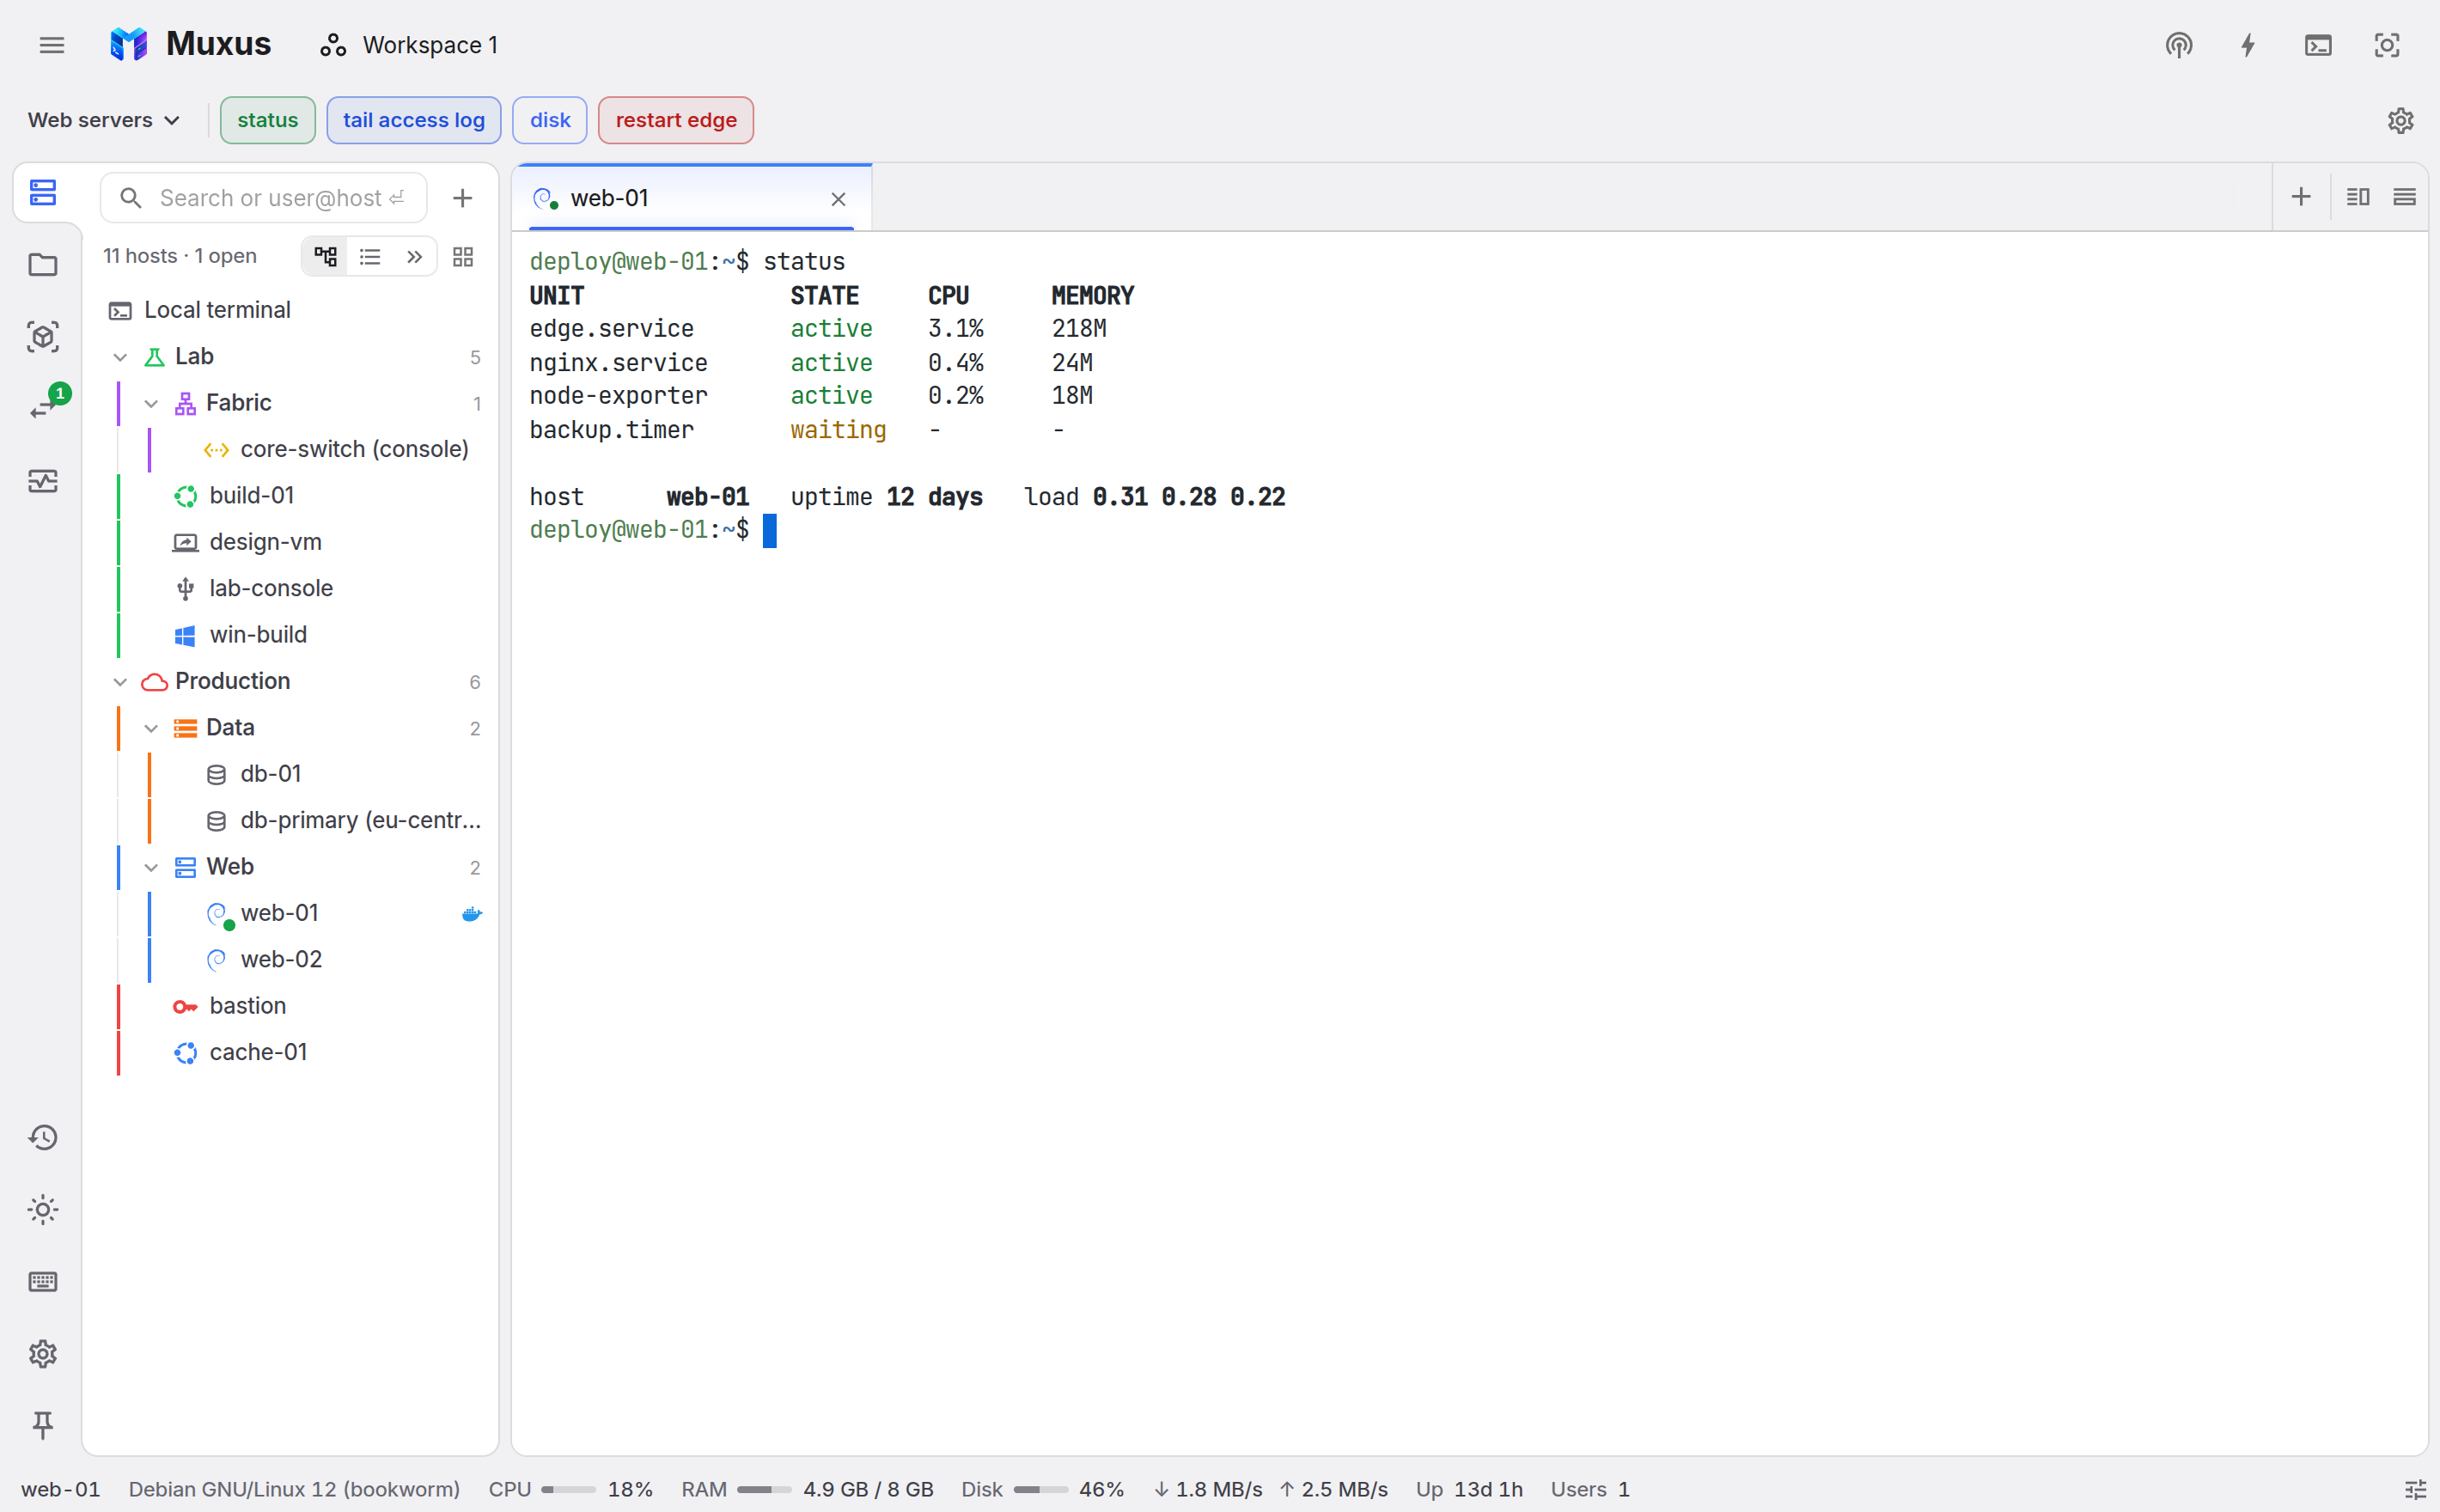 Muxus Workspace 1
Web servers status tail access log disk restart edge
Search or user@host ⏎
web-01
11 hosts · 1 open
Local terminal
Lab 5
Fabric 1
1
core-switch (console)
build-01
design-vm
lab-console
win-build
Production 6
Data 2
db-01
db-primary (eu-centr...
Web 2
web-01
web-02
bastion
cache-01
deploy@web-01:~$ status
UNIT STATE CPU MEMORY
edge.service active 3.1% 218M
nginx.service active 0.4% 24M
node-exporter active 0.2% 18M
backup.timer waiting - -
host web-01 uptime 12 days load 0.31 0.28 0.22
deploy@web-01:~$
web-01 Debian GNU/Linux 12 (bookworm) CPU 18% RAM 4.9 GB / 8 GB Disk 46% ↓ 1.8 MB/s ↑ 2.5 MB/s Up 13d 1h Users 1